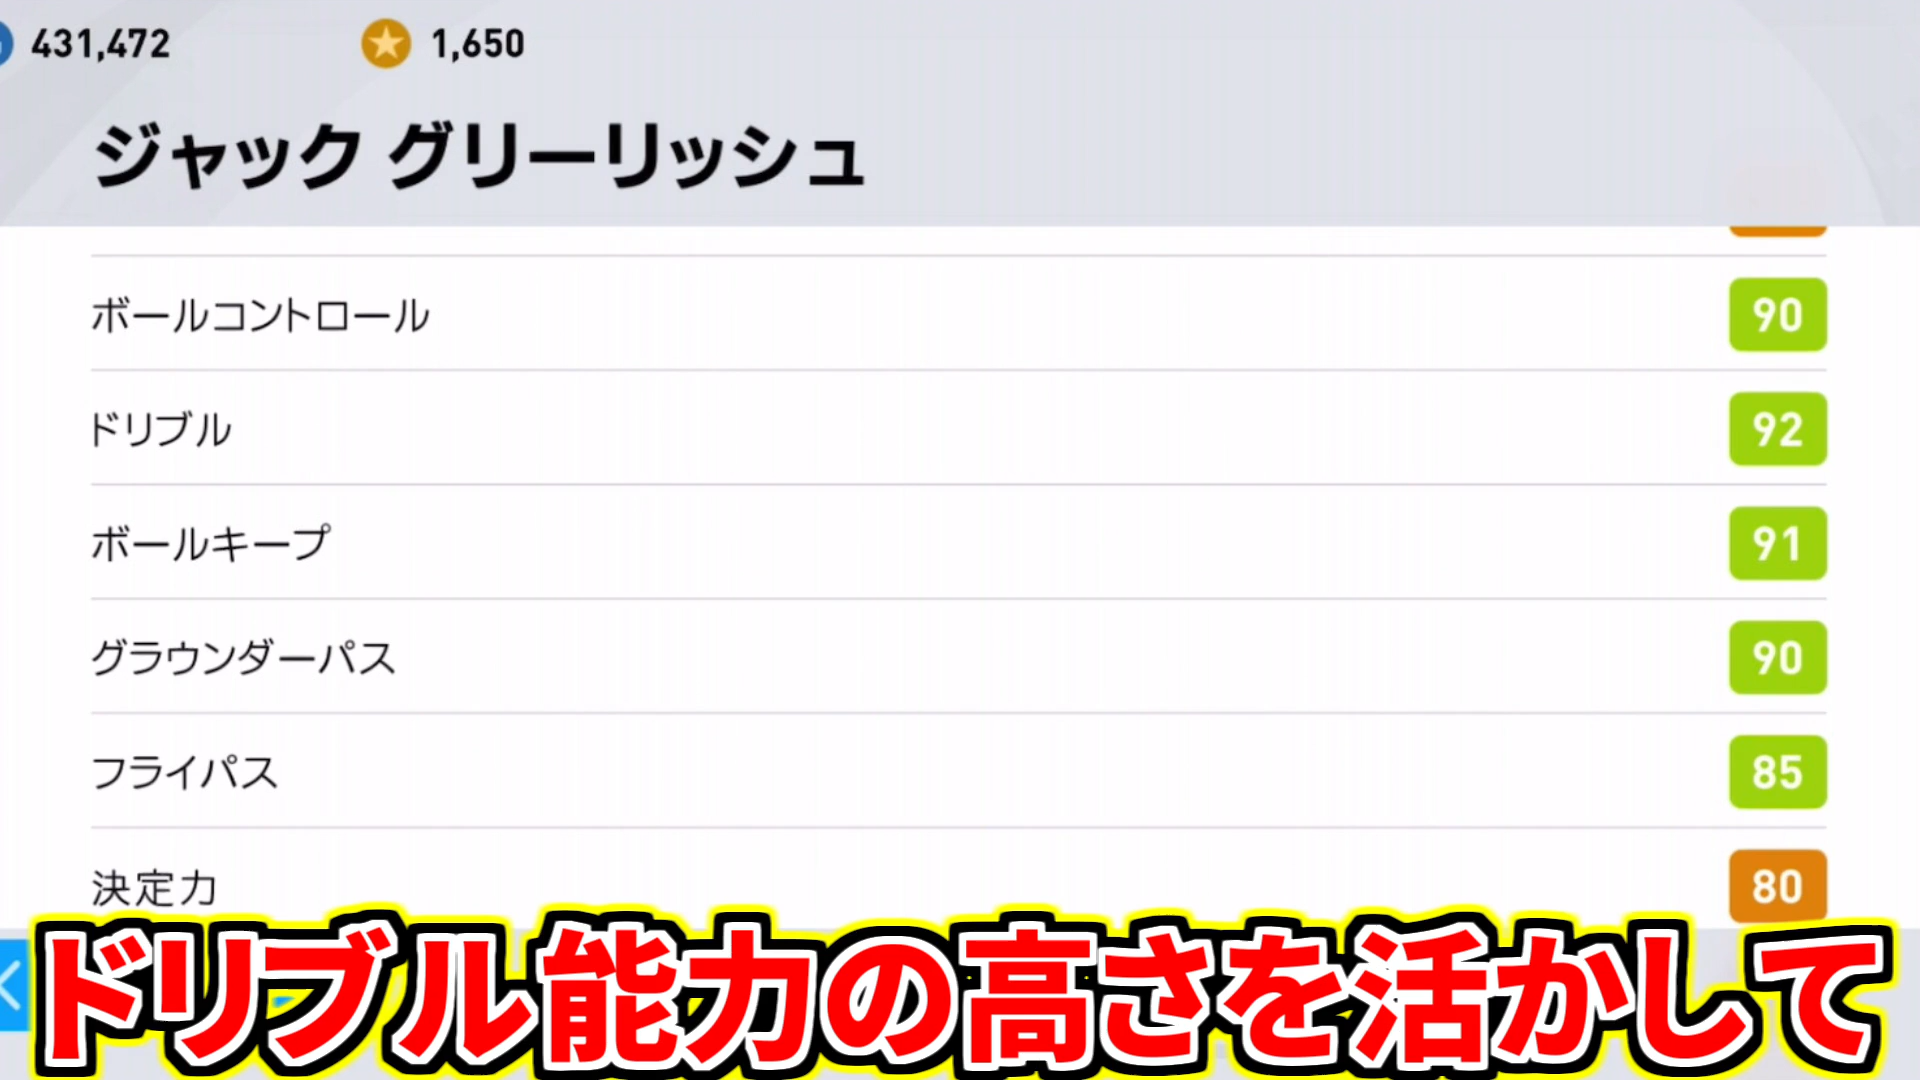 431,472 1,650
ジャック グリーリッシュ
ボールコントロール 90
ドリブル 92
ボールキープ 91
グラウンダーパス 90
フライパス 85
決定力 80
ドリブル能力の高さを活かして